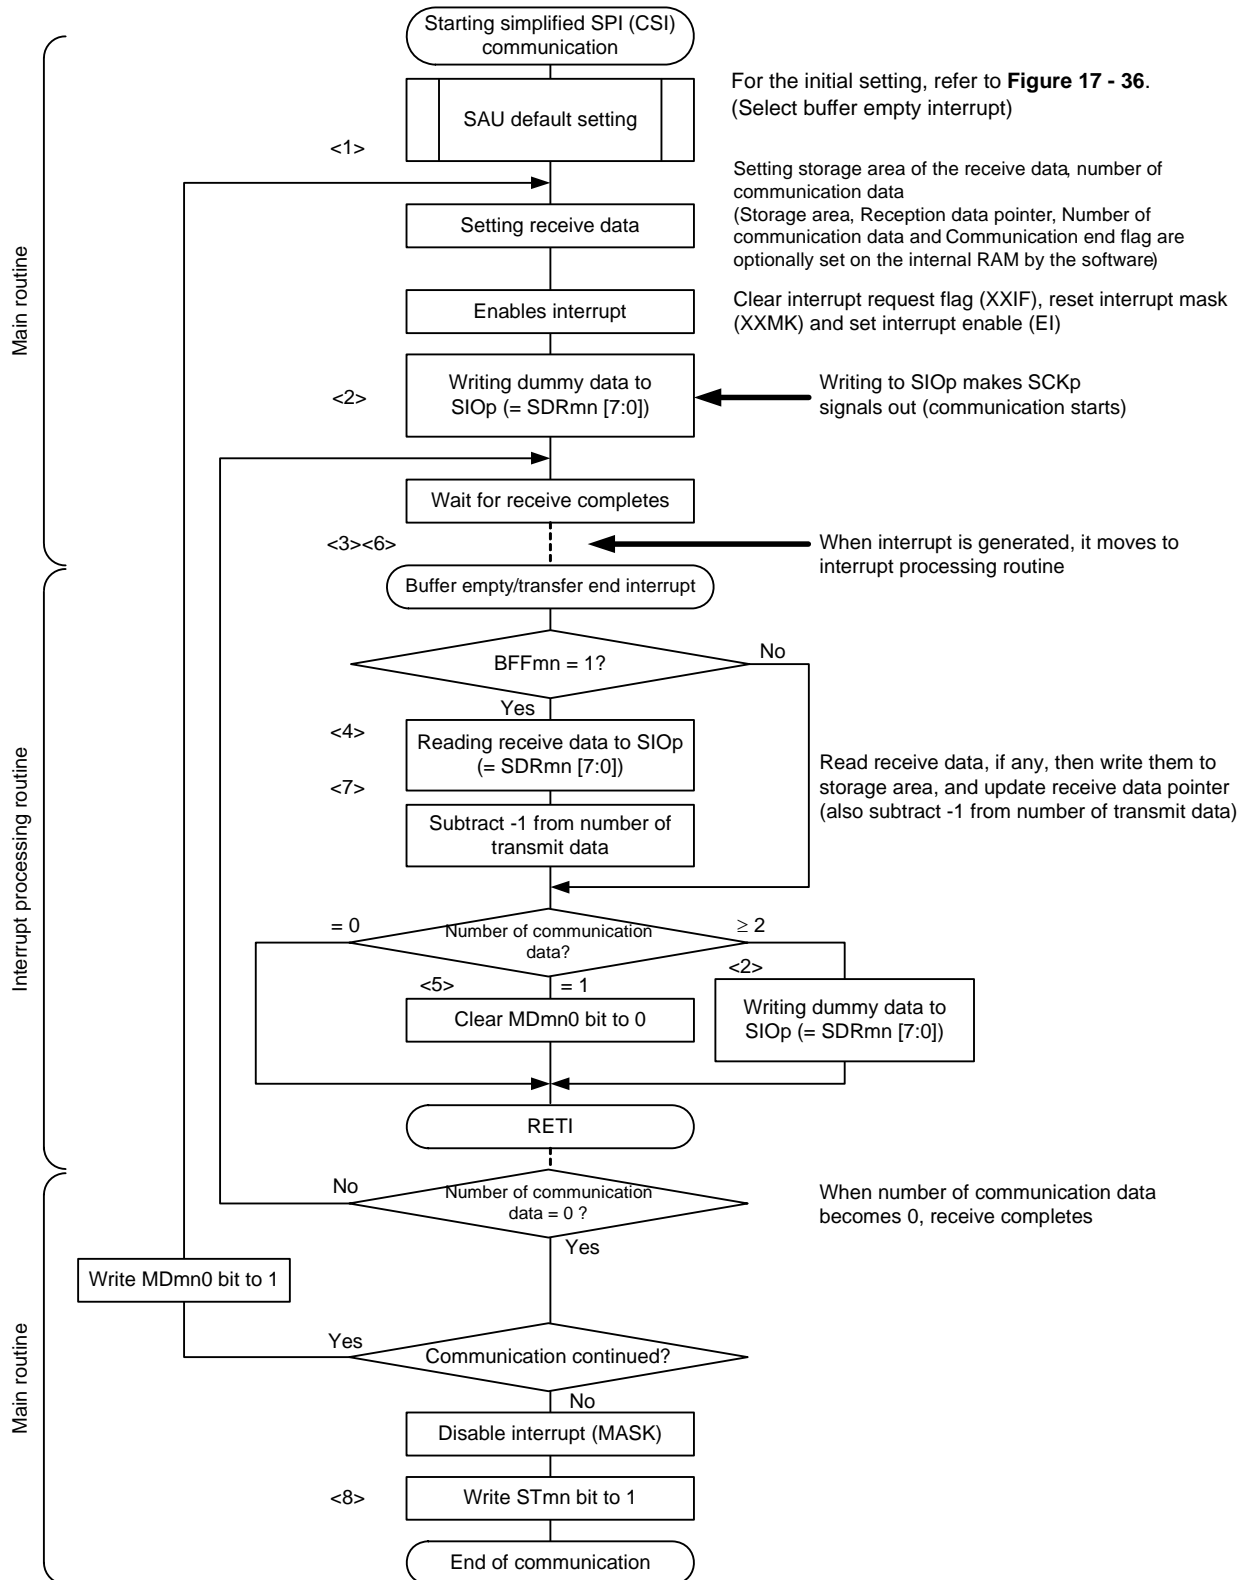 Starting simplified SPI (CSI)
communication
For the initial setting, refer to Figure 17 - 36.
(Select buffer empty interrupt)
SAU default setting
<1>
Setting storage area of the receive data, number of
communication data
(Storage area, Reception data pointer, Number of
communication data and Communication end flag are
optionally set on the internal RAM by the software)
Setting receive data
Main routine
Enables interrupt
Clear interrupt request flag (XXIF), reset interrupt mask
(XXMK) and set interrupt enable (EI)
<2>
Writing dummy data to
SIOp (= SDRmn [7:0])
Writing to SIOp makes SCKp
signals out (communication starts)
Wait for receive completes
<3><6>
When interrupt is generated, it moves to
interrupt processing routine
Buffer empty/transfer end interrupt
BFFmn = 1?
No
Yes
<4>
Reading receive data to SIOp
(= SDRmn [7:0])
<7>
Subtract -1 from number of
transmit data
Read receive data, if any, then write them to
storage area, and update receive data pointer
(also subtract -1 from number of transmit data)
Interrupt processing routine
= 0
Number of communication
data?
≥ 2
<5>
= 1
<2>
Clear MDmn0 bit to 0
Writing dummy data to
SIOp (= SDRmn [7:0])
RETI
No
Number of communication
data = 0 ?
When number of communication data
becomes 0, receive completes
Yes
Write MDmn0 bit to 1
Main routine
Yes
Communication continued?
No
Disable interrupt (MASK)
<8>
Write STmn bit to 1
End of communication